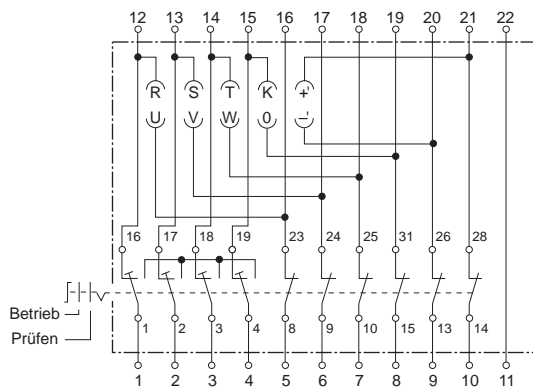 12 13 14 15 16 17 18 19 20 21 22
R S T K +'
U V W 0 −'
16 17 18 19 23 24 25 31 26 28
Betrieb
Prüfen
1 2 3 4 8 9 10 15 13 14
1 2 3 4 5 6 7 8 9 10 11